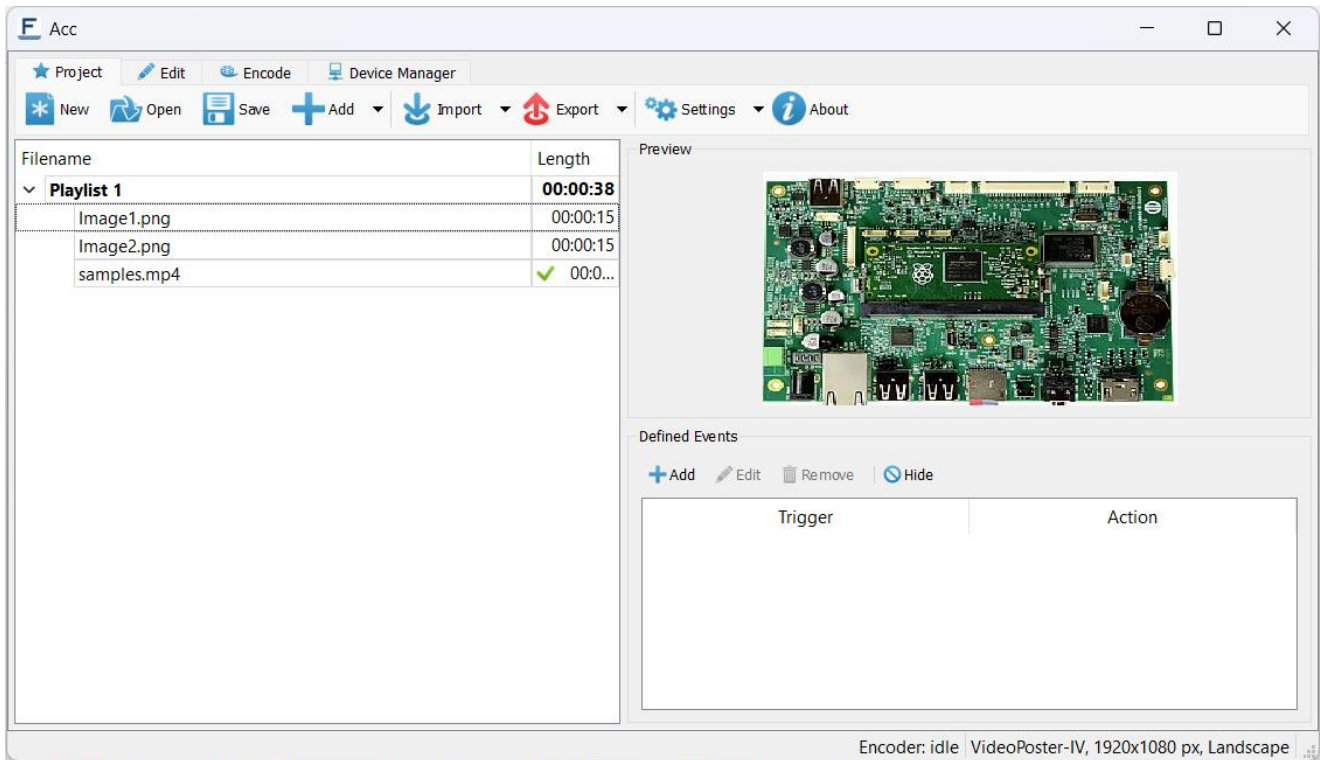 Acc
Project Edit Encode Device Manager
New Open Save Add Import Export Settings About
Filename Length
Playlist 1 00:00:38
Image1.png 00:00:15
Image2.png 00:00:15
samples.mp4 00:0...
Preview
Defined Events
Add Edit Remove Hide
Trigger Action
Encoder: idle VideoPoster-IV, 1920x1080 px, Landscape